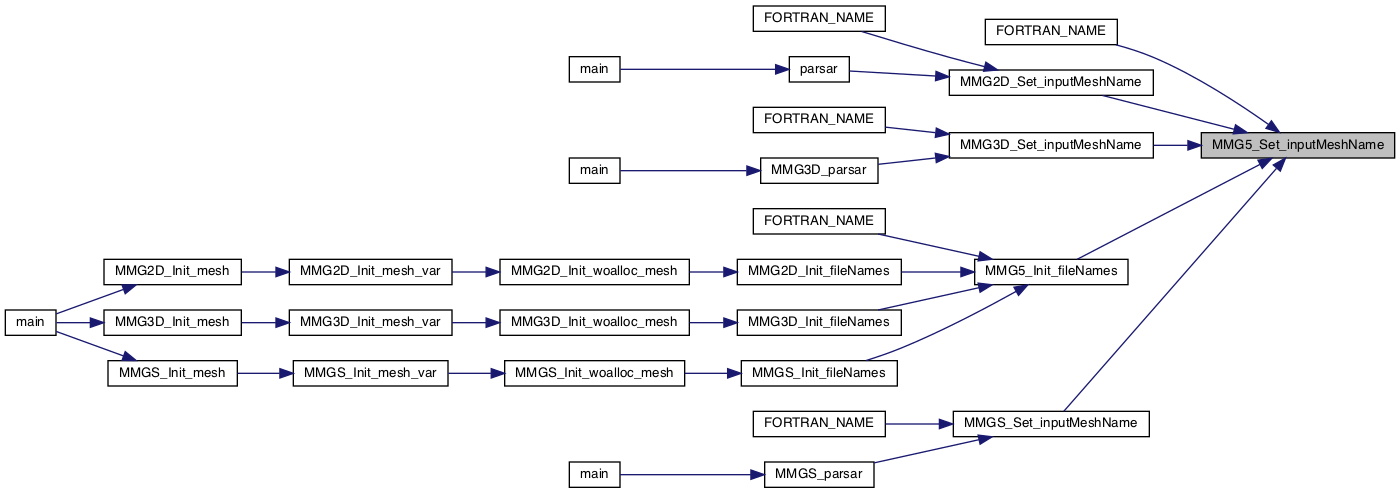 FORTRAN_NAME
FORTRAN_NAME
main
parsar
MMG2D_Set_inputMeshName
FORTRAN_NAME
MMG3D_Set_inputMeshName
MMG5_Set_inputMeshName
main
MMG3D_parsar
FORTRAN_NAME
MMG2D_Init_mesh
MMG2D_Init_mesh_var
MMG2D_Init_woalloc_mesh
MMG2D_Init_fileNames
MMG5_Init_fileNames
main
MMG3D_Init_mesh
MMG3D_Init_mesh_var
MMG3D_Init_woalloc_mesh
MMG3D_Init_fileNames
MMGS_Init_mesh
MMGS_Init_mesh_var
MMGS_Init_woalloc_mesh
MMGS_Init_fileNames
FORTRAN_NAME
MMGS_Set_inputMeshName
main
MMGS_parsar